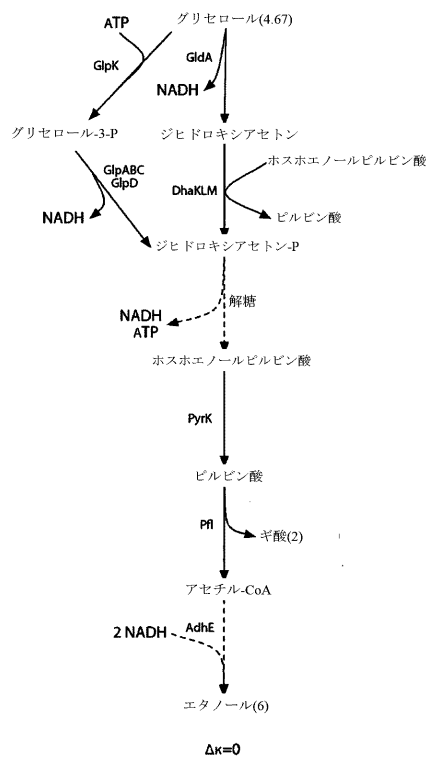 グリセロール(4.67)
ATP
GlpK
GldA
NADH
グリセロール-3-P
ジヒドロキシアセトン
GlpABC
GlpD
ホスホエノールピルビン酸
DhaKLM
NADH
ピルビン酸
ジヒドロキシアセトン-P
解糖
NADH
ATP
ホスホエノールピルビン酸
PyrK
ピルビン酸
Pfl
ギ酸(2)
アセチル-CoA
2 NADH
AdhE
エタノール(6)
Δκ=0